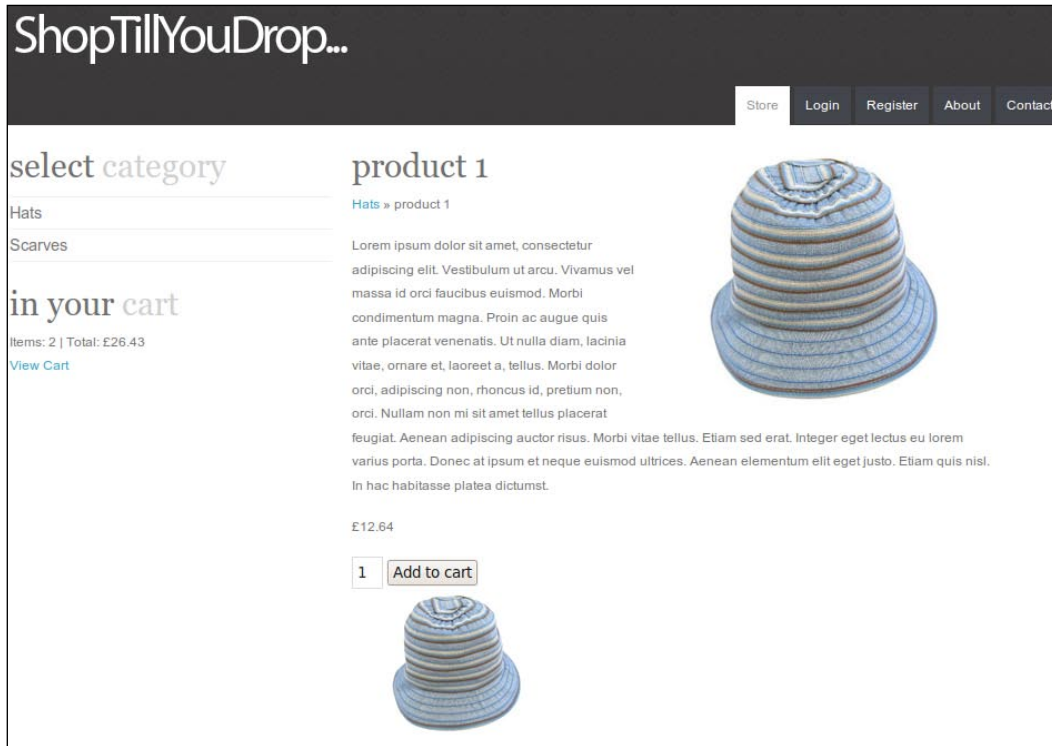 ShopTillYouDrop...
Store Login Register About Contact
select category
Hats
Scarves
in your cart
Items: 2 | Total: £26.43
View Cart
product 1
Hats » product 1
Lorem ipsum dolor sit amet, consectetur
adipiscing elit. Vestibulum ut arcu. Vivamus vel
massa id orci faucibus euismod. Morbi
condimentum magna. Proin ac augue quis
ante placerat venenatis. Ut nulla diam, lacinia
vitae, ornare et, laoreet a, tellus. Morbi dolor
orci, adipiscing non, rhoncus id, pretium non,
orci. Nullam non mi sit amet tellus placerat
feugiat. Aenean adipiscing auctor risus. Morbi vitae tellus. Etiam sed erat. Integer eget lectus eu lorem
varius porta. Donec at ipsum et neque euismod ultrices. Aenean elementum elit eget justo. Etiam quis nisl.
In hac habitasse platea dictumst.
£12.64
1 Add to cart